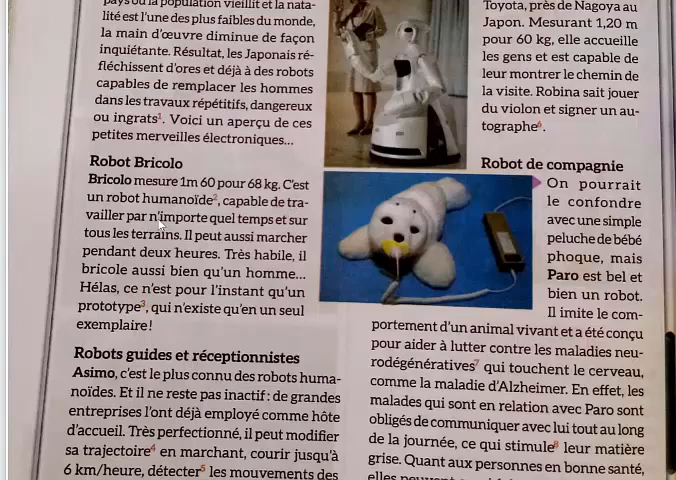 pays où la population vieillit et la nata-
lité est l'une des plus faibles du monde,
la main d'œuvre diminue de façon
inquiétante. Résultat, les Japonais ré-
fléchissent d'ores et déjà à des robots
capables de remplacer les hommes
dans les travaux répétitifs, dangereux
ou ingrats¹. Voici un aperçu de ces
petites merveilles électroniques...
Robot Bricolo
Bricolo mesure 1m 60 pour 68 kg. C'est
un robot humanoïde², capable de tra-
vailler par n'importe quel temps et sur
tous les terrains. Il peut aussi marcher
pendant deux heures. Très habile, il
bricole aussi bien qu'un homme...
Hélas, ce n'est pour l'instant qu'un
prototype³, qui n'existe qu'en un seul
exemplaire!
Robots guides et réceptionnistes
Asimo, c'est le plus connu des robots huma-
noïdes. Et il ne reste pas inactif : de grandes
entreprises l'ont déjà employé comme hôte
d'accueil. Très perfectionné, il peut modifier
sa trajectoire⁴ en marchant, courir jusqu'à
6 km/heure, détecter⁵ les mouvements des
Toyota, près de Nagoya au
Japon. Mesurant 1,20 m
pour 60 kg, elle accueille
les gens et est capable de
leur montrer le chemin de
la visite. Robina sait jouer
du violon et signer un au-
tographe⁶.
Robot de compagnie
On pourrait
le confondre
avec une simple
peluche de bébé
phoque, mais
Paro est bel et
bien un robot.
Il imite le com-
portement d'un animal vivant et a été conçu
pour aider à lutter contre les maladies neu-
rodégénératives⁷ qui touchent le cerveau,
comme la maladie d'Alzheimer. En effet, les
malades qui sont en relation avec Paro sont
obligés de communiquer avec lui tout au long
de la journée, ce qui stimule⁸ leur matière
grise. Quant aux personnes en bonne santé,
elles peuvent